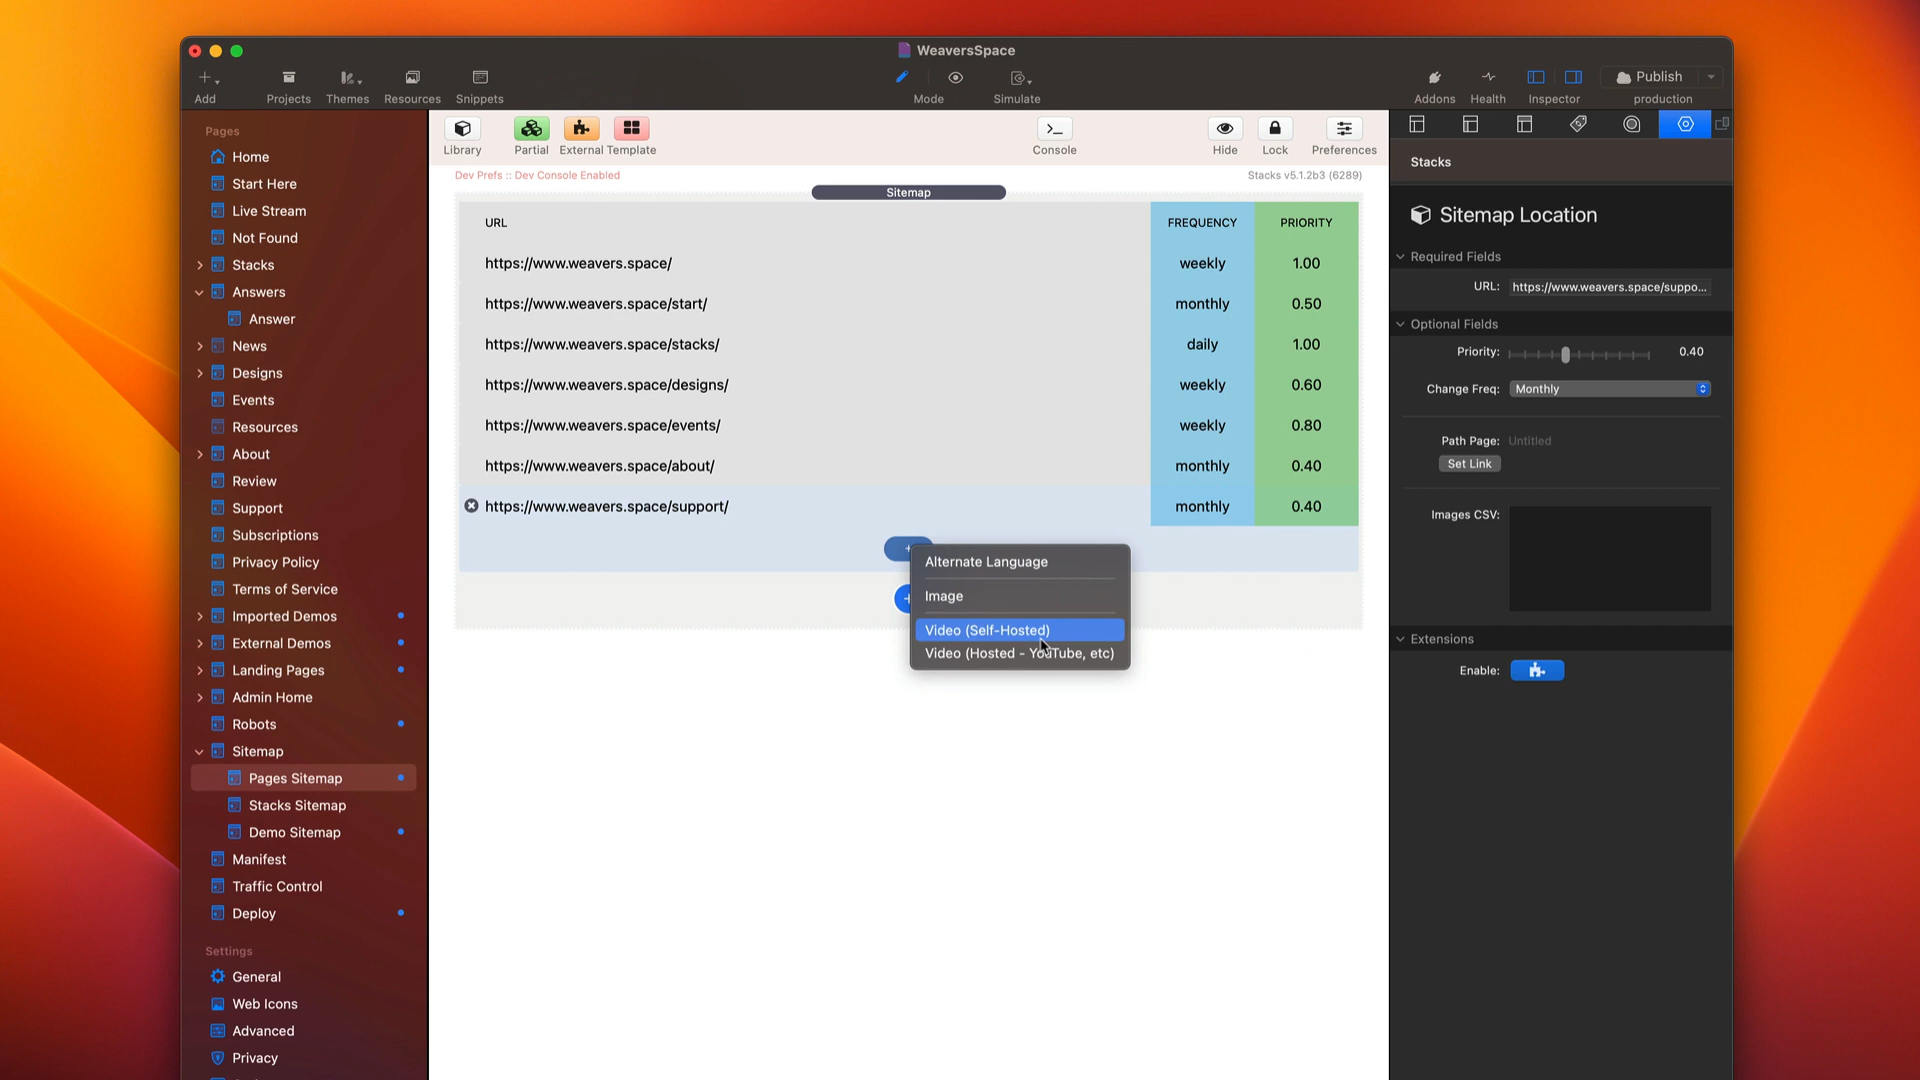 WeaversSpace
Add
Projects
Themes
Resources
Snippets
Mode
Simulate
Addons
Health
Inspector
Publish
production
Pages
Home
Start Here
Live Stream
Not Found
Stacks
Answers
Answer
News
Designs
Events
Resources
About
Review
Support
Subscriptions
Privacy Policy
Terms of Service
Imported Demos
External Demos
Landing Pages
Admin Home
Robots
Sitemap
Pages Sitemap
Stacks Sitemap
Demo Sitemap
Manifest
Traffic Control
Deploy
Settings
General
Web Icons
Advanced
Privacy
Library
Partial
External
Template
Console
Hide
Lock
Preferences
Dev Prefs :: Dev Console Enabled
Stacks v5.1.2b3 (6289)
Sitemap
URL FREQUENCY PRIORITY
https://www.weavers.space/ weekly 1.00
https://www.weavers.space/start/ monthly 0.50
https://www.weavers.space/stacks/ daily 1.00
https://www.weavers.space/designs/ weekly 0.60
https://www.weavers.space/events/ weekly 0.80
https://www.weavers.space/about/ monthly 0.40
https://www.weavers.space/support/ monthly 0.40
Alternate Language
Image
Video (Self-Hosted)
Video (Hosted - YouTube, etc)
Stacks
Sitemap Location
Required Fields
URL: https://www.weavers.space/suppo...
Optional Fields
Priority: 0.40
Change Freq: Monthly
Path Page: Untitled
Set Link
Images CSV:
Extensions
Enable: